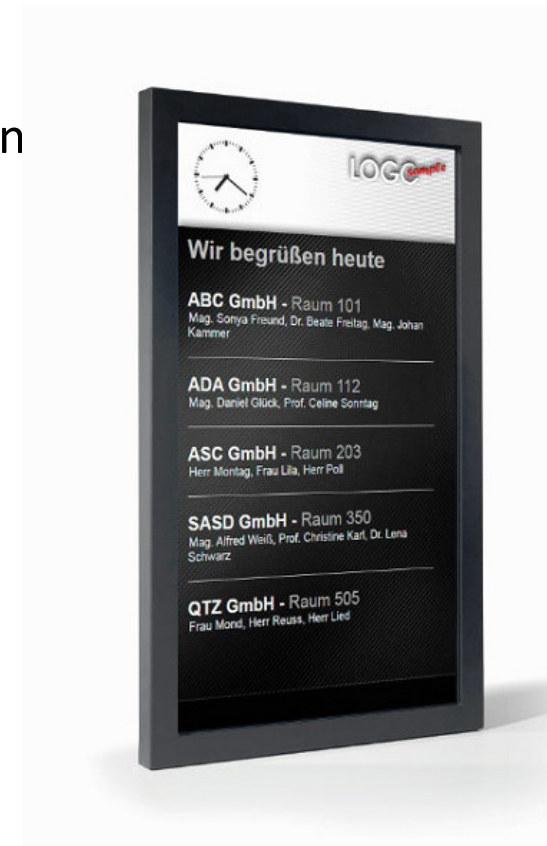 n
LOGO
sample
Wir begrüßen heute
ABC GmbH - Raum 101
Mag. Sonya Freund, Dr. Beate Freitag, Mag. Johan
Kammer
ADA GmbH - Raum 112
Mag. Daniel Glück, Prof. Celine Sonntag
ASC GmbH - Raum 203
Herr Montag, Frau Lila, Herr Poll
SASD GmbH - Raum 350
Mag. Alfred Weiß, Prof. Christine Karl, Dr. Lena
Schwarz
QTZ GmbH - Raum 505
Frau Mond, Herr Reuss, Herr Lied